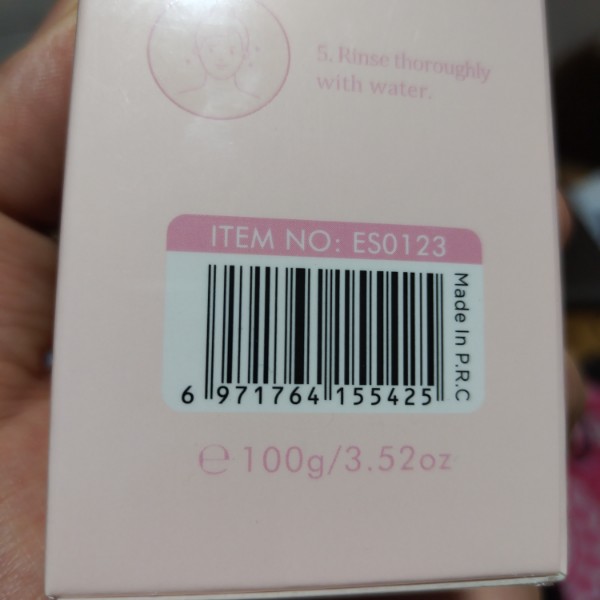 5. Rinse thoroughly
with water.
ITEM NO: ES0123
Made In P.R.C
6 971764 155425
℮ 100g/3.52oz